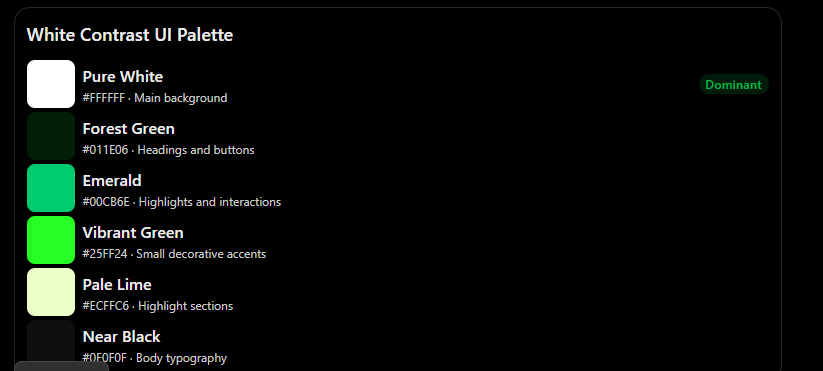 White Contrast UI Palette
Pure White
#FFFFFF · Main background
Dominant
Forest Green
#011E06 · Headings and buttons
Emerald
#00CB6E · Highlights and interactions
Vibrant Green
#25FF24 · Small decorative accents
Pale Lime
#ECFFC6 · Highlight sections
Near Black
#0F0F0F · Body typography